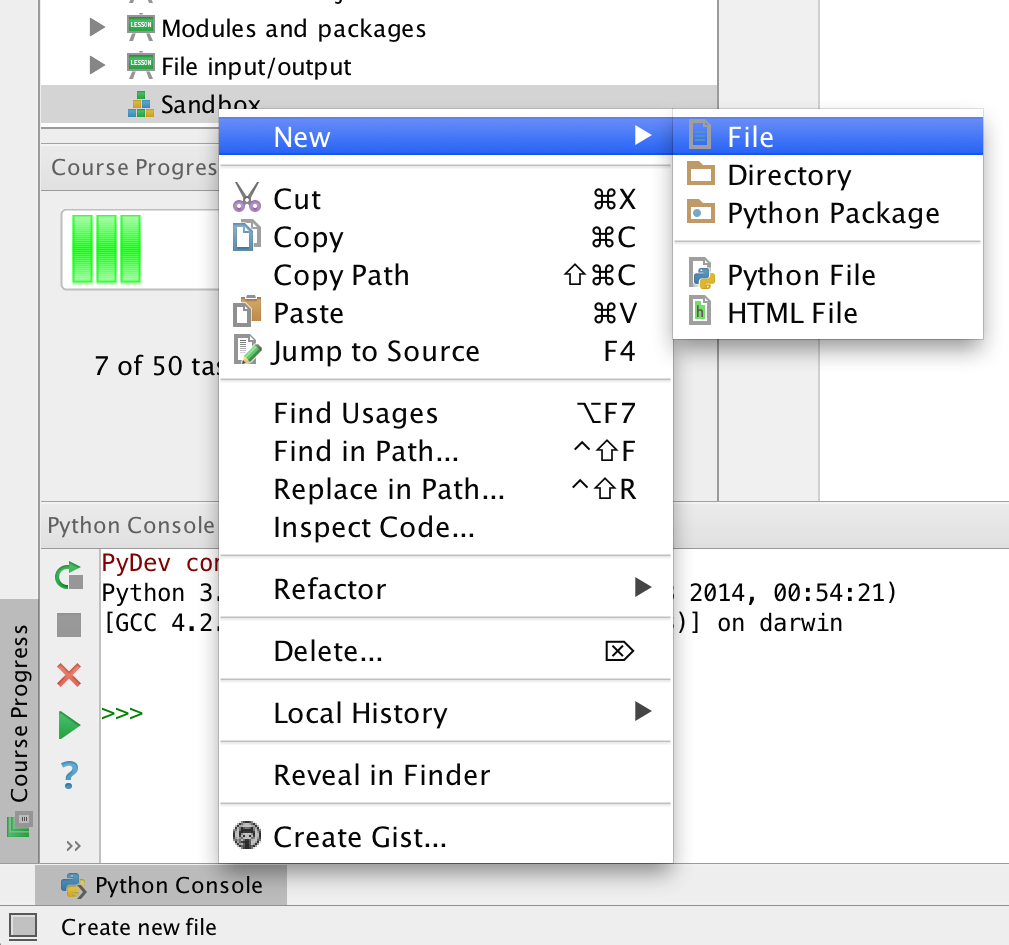 LESSON Modules and packages
LESSON File input/output
Sandbox
New
File
Directory
Python Package
Python File
h HTML File
Cut ⌘X
Copy ⌘C
Copy Path ⇧⌘C
Paste ⌘V
Jump to Source F4
Find Usages ⌥F7
Find in Path... ^⇧F
Replace in Path... ^⇧R
Inspect Code...
Refactor
Delete... ⌦
Local History
Reveal in Finder
Create Gist...
Course Progres
7 of 50 ta
Python Console
PyDev co
Python 3. 2014, 00:54:21)
[GCC 4.2. )] on darwin
>>>
?
Course Progress
Python Console
Create new file